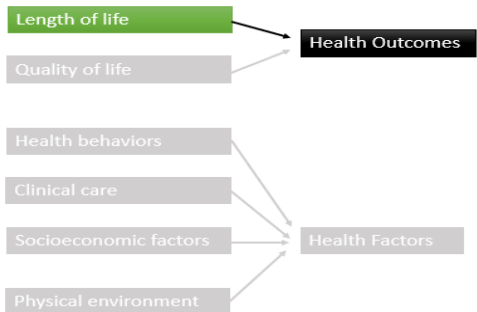 Length of life
Health Outcomes
Quality of life
Health behaviors
Clinical care
Socioeconomic factors
Health Factors
Physical environment